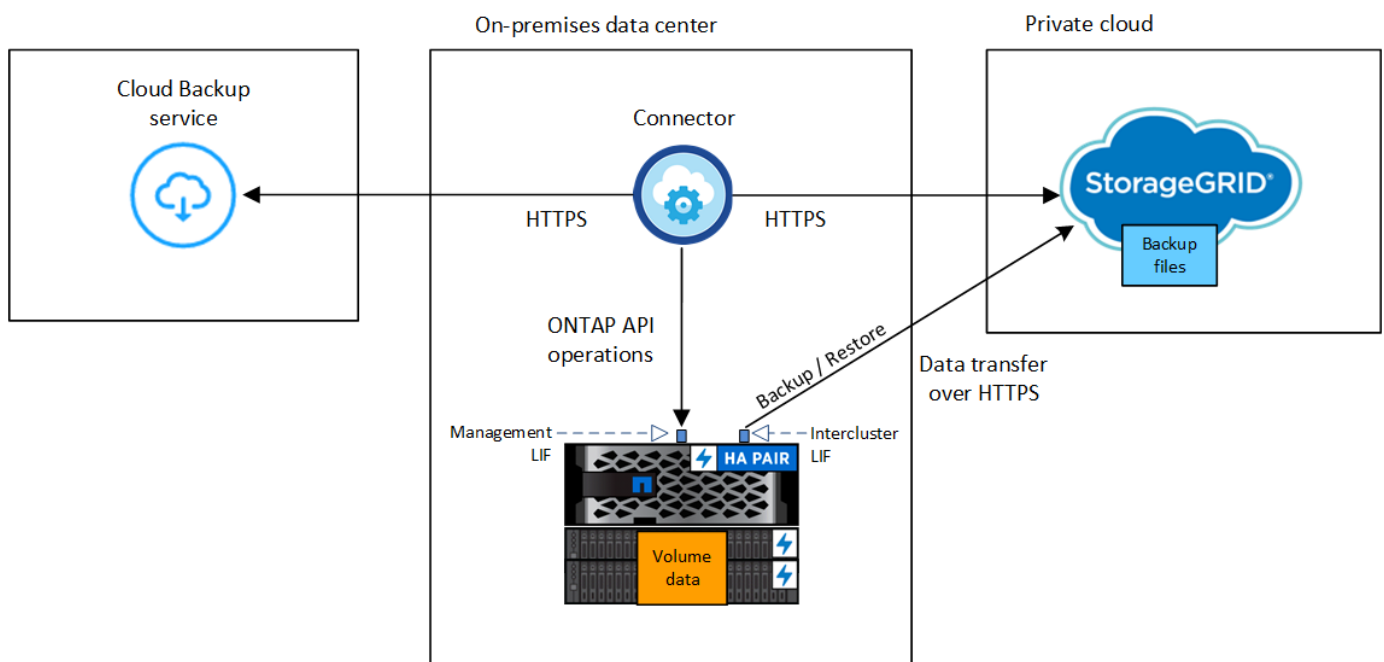 On-premises data center
Private cloud
Cloud Backup
service
Connector
StorageGRID®
HTTPS
HTTPS
Backup
files
ONTAP API
operations
Backup / Restore
Data transfer
over HTTPS
Management
LIF
Intercluster
LIF
HA PAIR
Volume
data